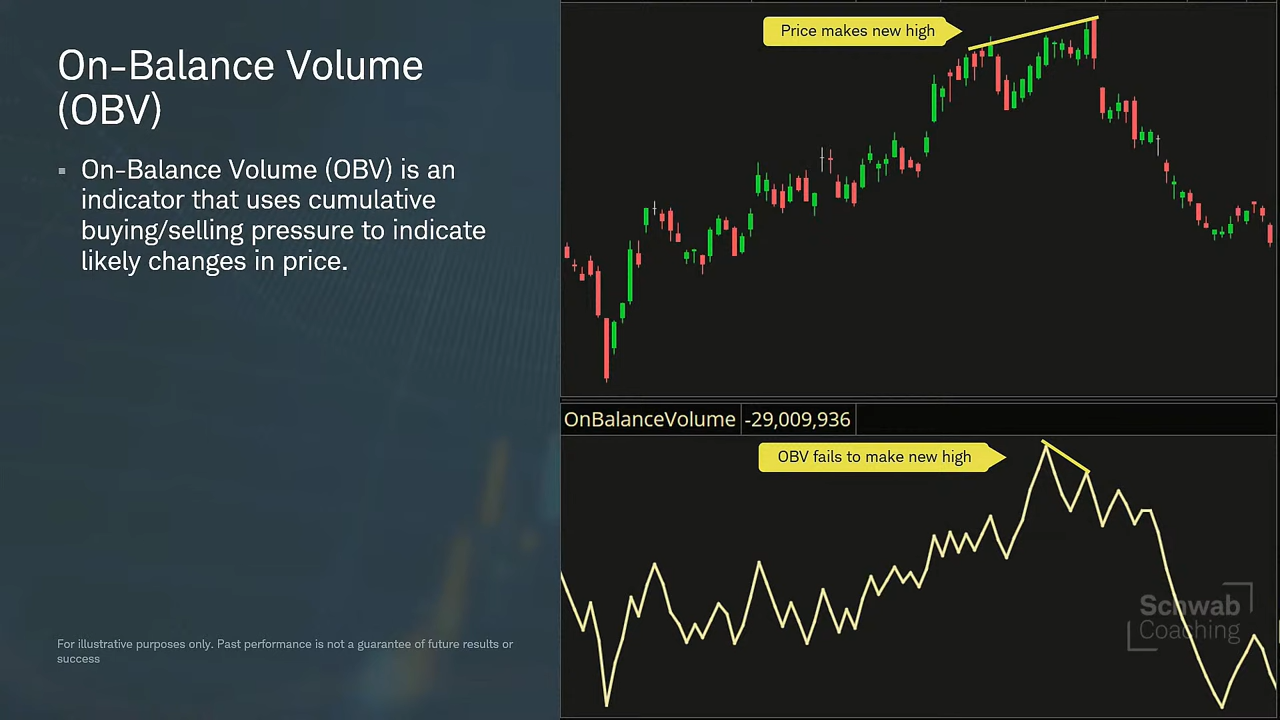 On-Balance Volume
(OBV)
▪ On-Balance Volume (OBV) is an
indicator that uses cumulative
buying/selling pressure to indicate
likely changes in price.
For illustrative purposes only. Past performance is not a guarantee of future results or
success
Price makes new high
OnBalanceVolume -29,009,936
OBV fails to make new high
Schwab
Coaching